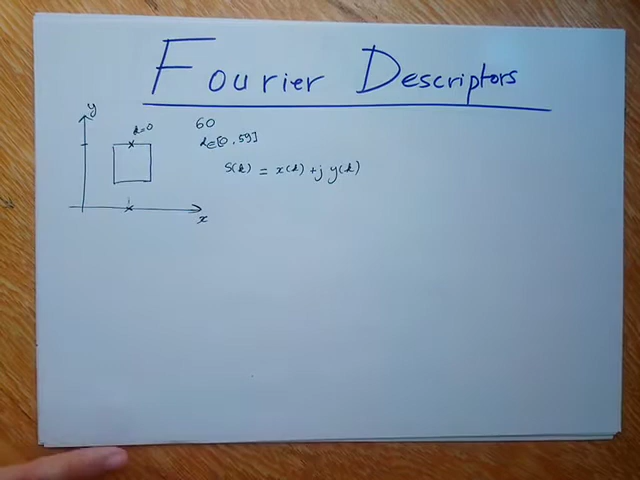 Fourier Descriptors
y
k=0
60
k∈[0,59]
S(k) = x(k) + j y(k)
x